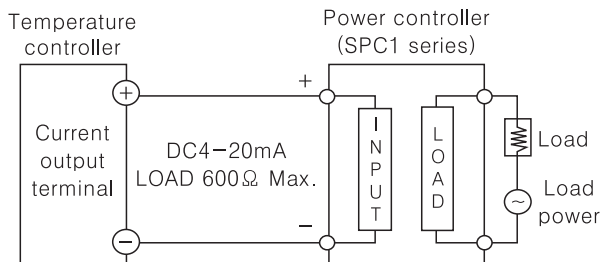 Temperature
controller
Power controller
(SPC1 series)
+
Current
output
terminal
−
+
DC4−20mA
LOAD 600Ω Max.
−
INPUT
LOAD
Load
~
Load
power